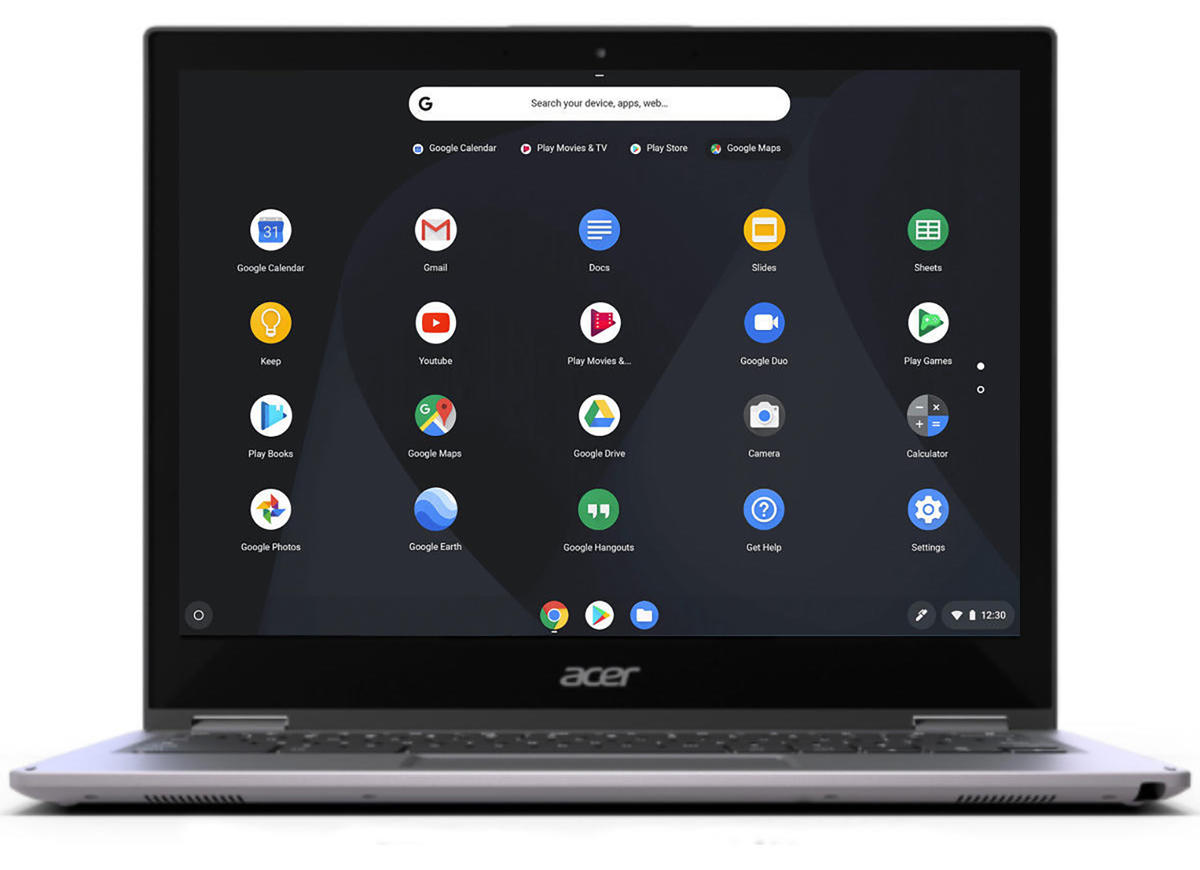 G Search your device, apps, web...
Google Calendar Play Movies & TV Play Store Google Maps
31
Google Calendar Gmail Docs Slides Sheets
Keep Youtube Play Movies &... Google Duo Play Games
G
Play Books Google Maps Google Drive Camera Calculator
Google Photos Google Earth Google Hangouts Get Help Settings
12:30
acer